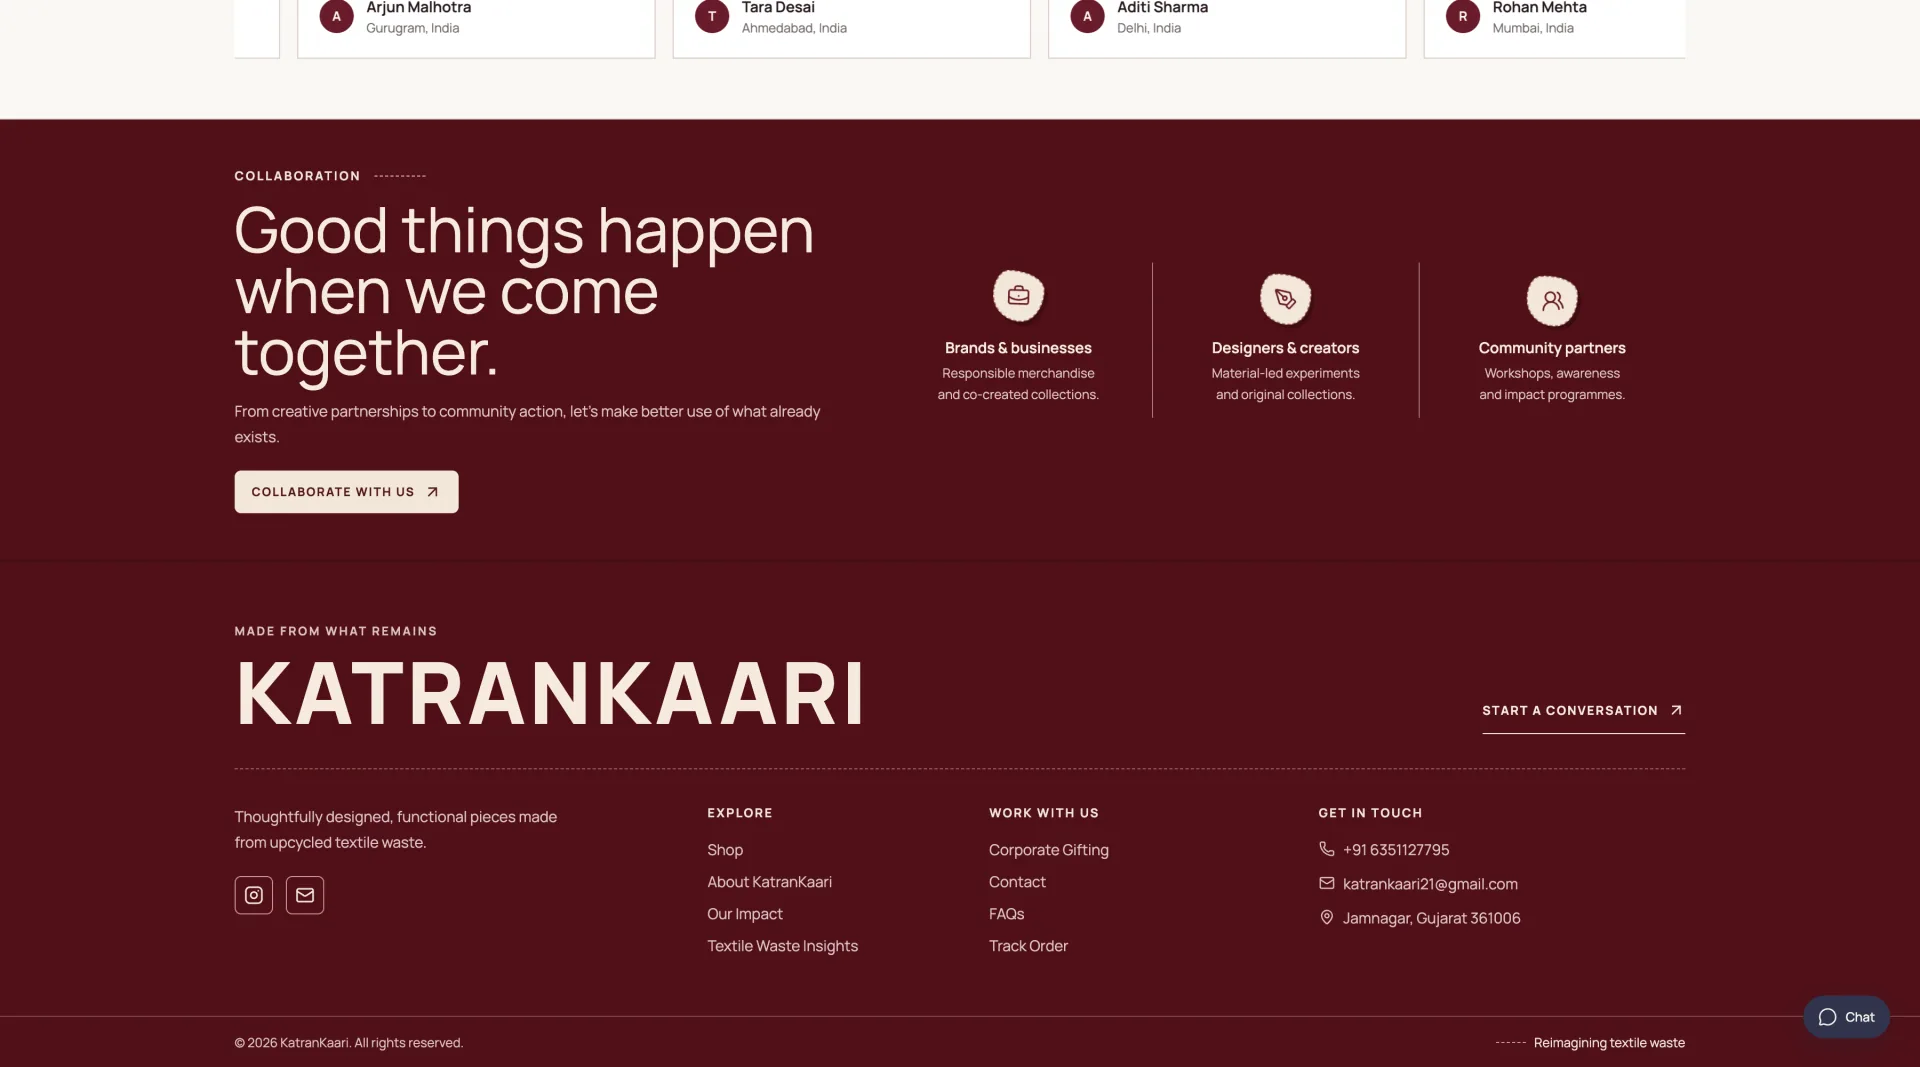 A
Arjun Malhotra
Gurugram, India
T
Tara Desai
Ahmedabad, India
A
Aditi Sharma
Delhi, India
R
Rohan Mehta
Mumbai, India
COLLABORATION
Good things happen
when we come
together.
From creative partnerships to community action, let's make better use of what already
exists.
COLLABORATE WITH US
Brands & businesses
Responsible merchandise
and co-created collections.
Designers & creators
Material-led experiments
and original collections.
Community partners
Workshops, awareness
and impact programmes.
MADE FROM WHAT REMAINS
KATRANKAARI
START A CONVERSATION
Thoughtfully designed, functional pieces made
from upcycled textile waste.
EXPLORE
Shop
About KatranKaari
Our Impact
Textile Waste Insights
WORK WITH US
Corporate Gifting
Contact
FAQs
Track Order
GET IN TOUCH
+91 6351127795
katrankaari21@gmail.com
Jamnagar, Gujarat 361006
Chat
© 2026 KatranKaari. All rights reserved.
Reimagining textile waste